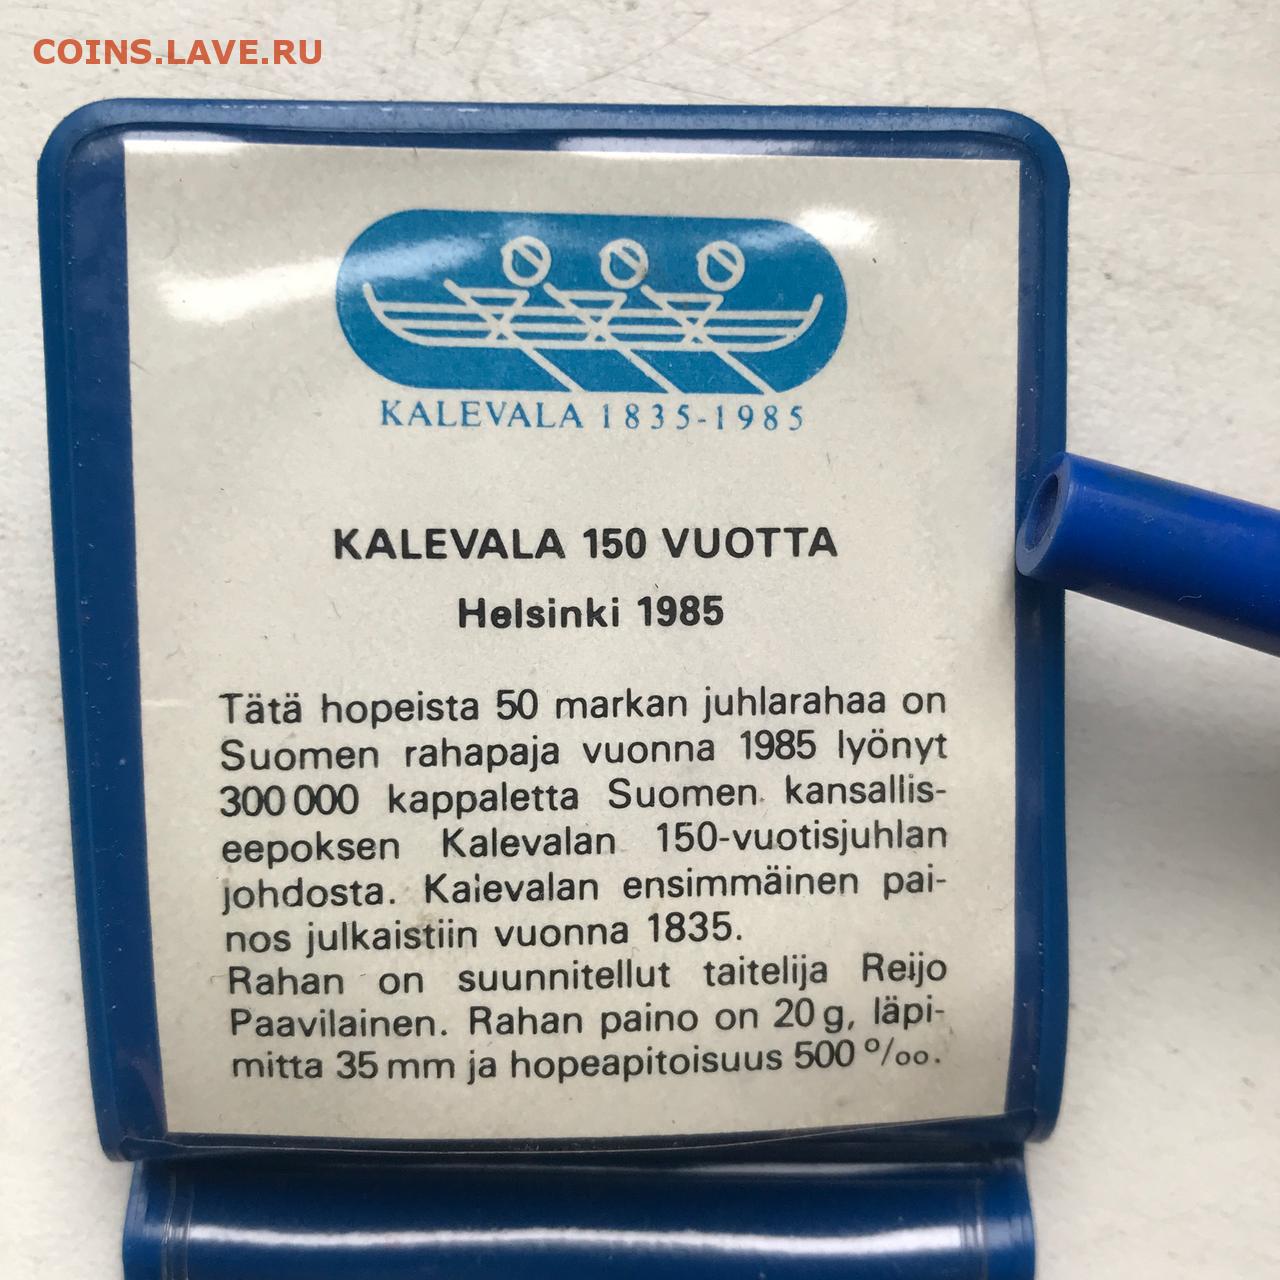 COINS.LAVE.RU
KALEVALA 1835-1985
KALEVALA 150 VUOTTA
Helsinki 1985
Tätä hopeista 50 markan juhlarahaa on
Suomen rahapaja vuonna 1985 lyönyt
300 000 kappaletta Suomen kansallis-
eepoksen Kalevalan 150-vuotisjuhlan
johdosta. Kalevalan ensimmäinen pai-
nos julkaistiin vuonna 1835.
Rahan on suunnitellut taitelija Reijo
Paavilainen. Rahan paino on 20 g, läpi-
mitta 35 mm ja hopeapitoisuus 500 ‰.